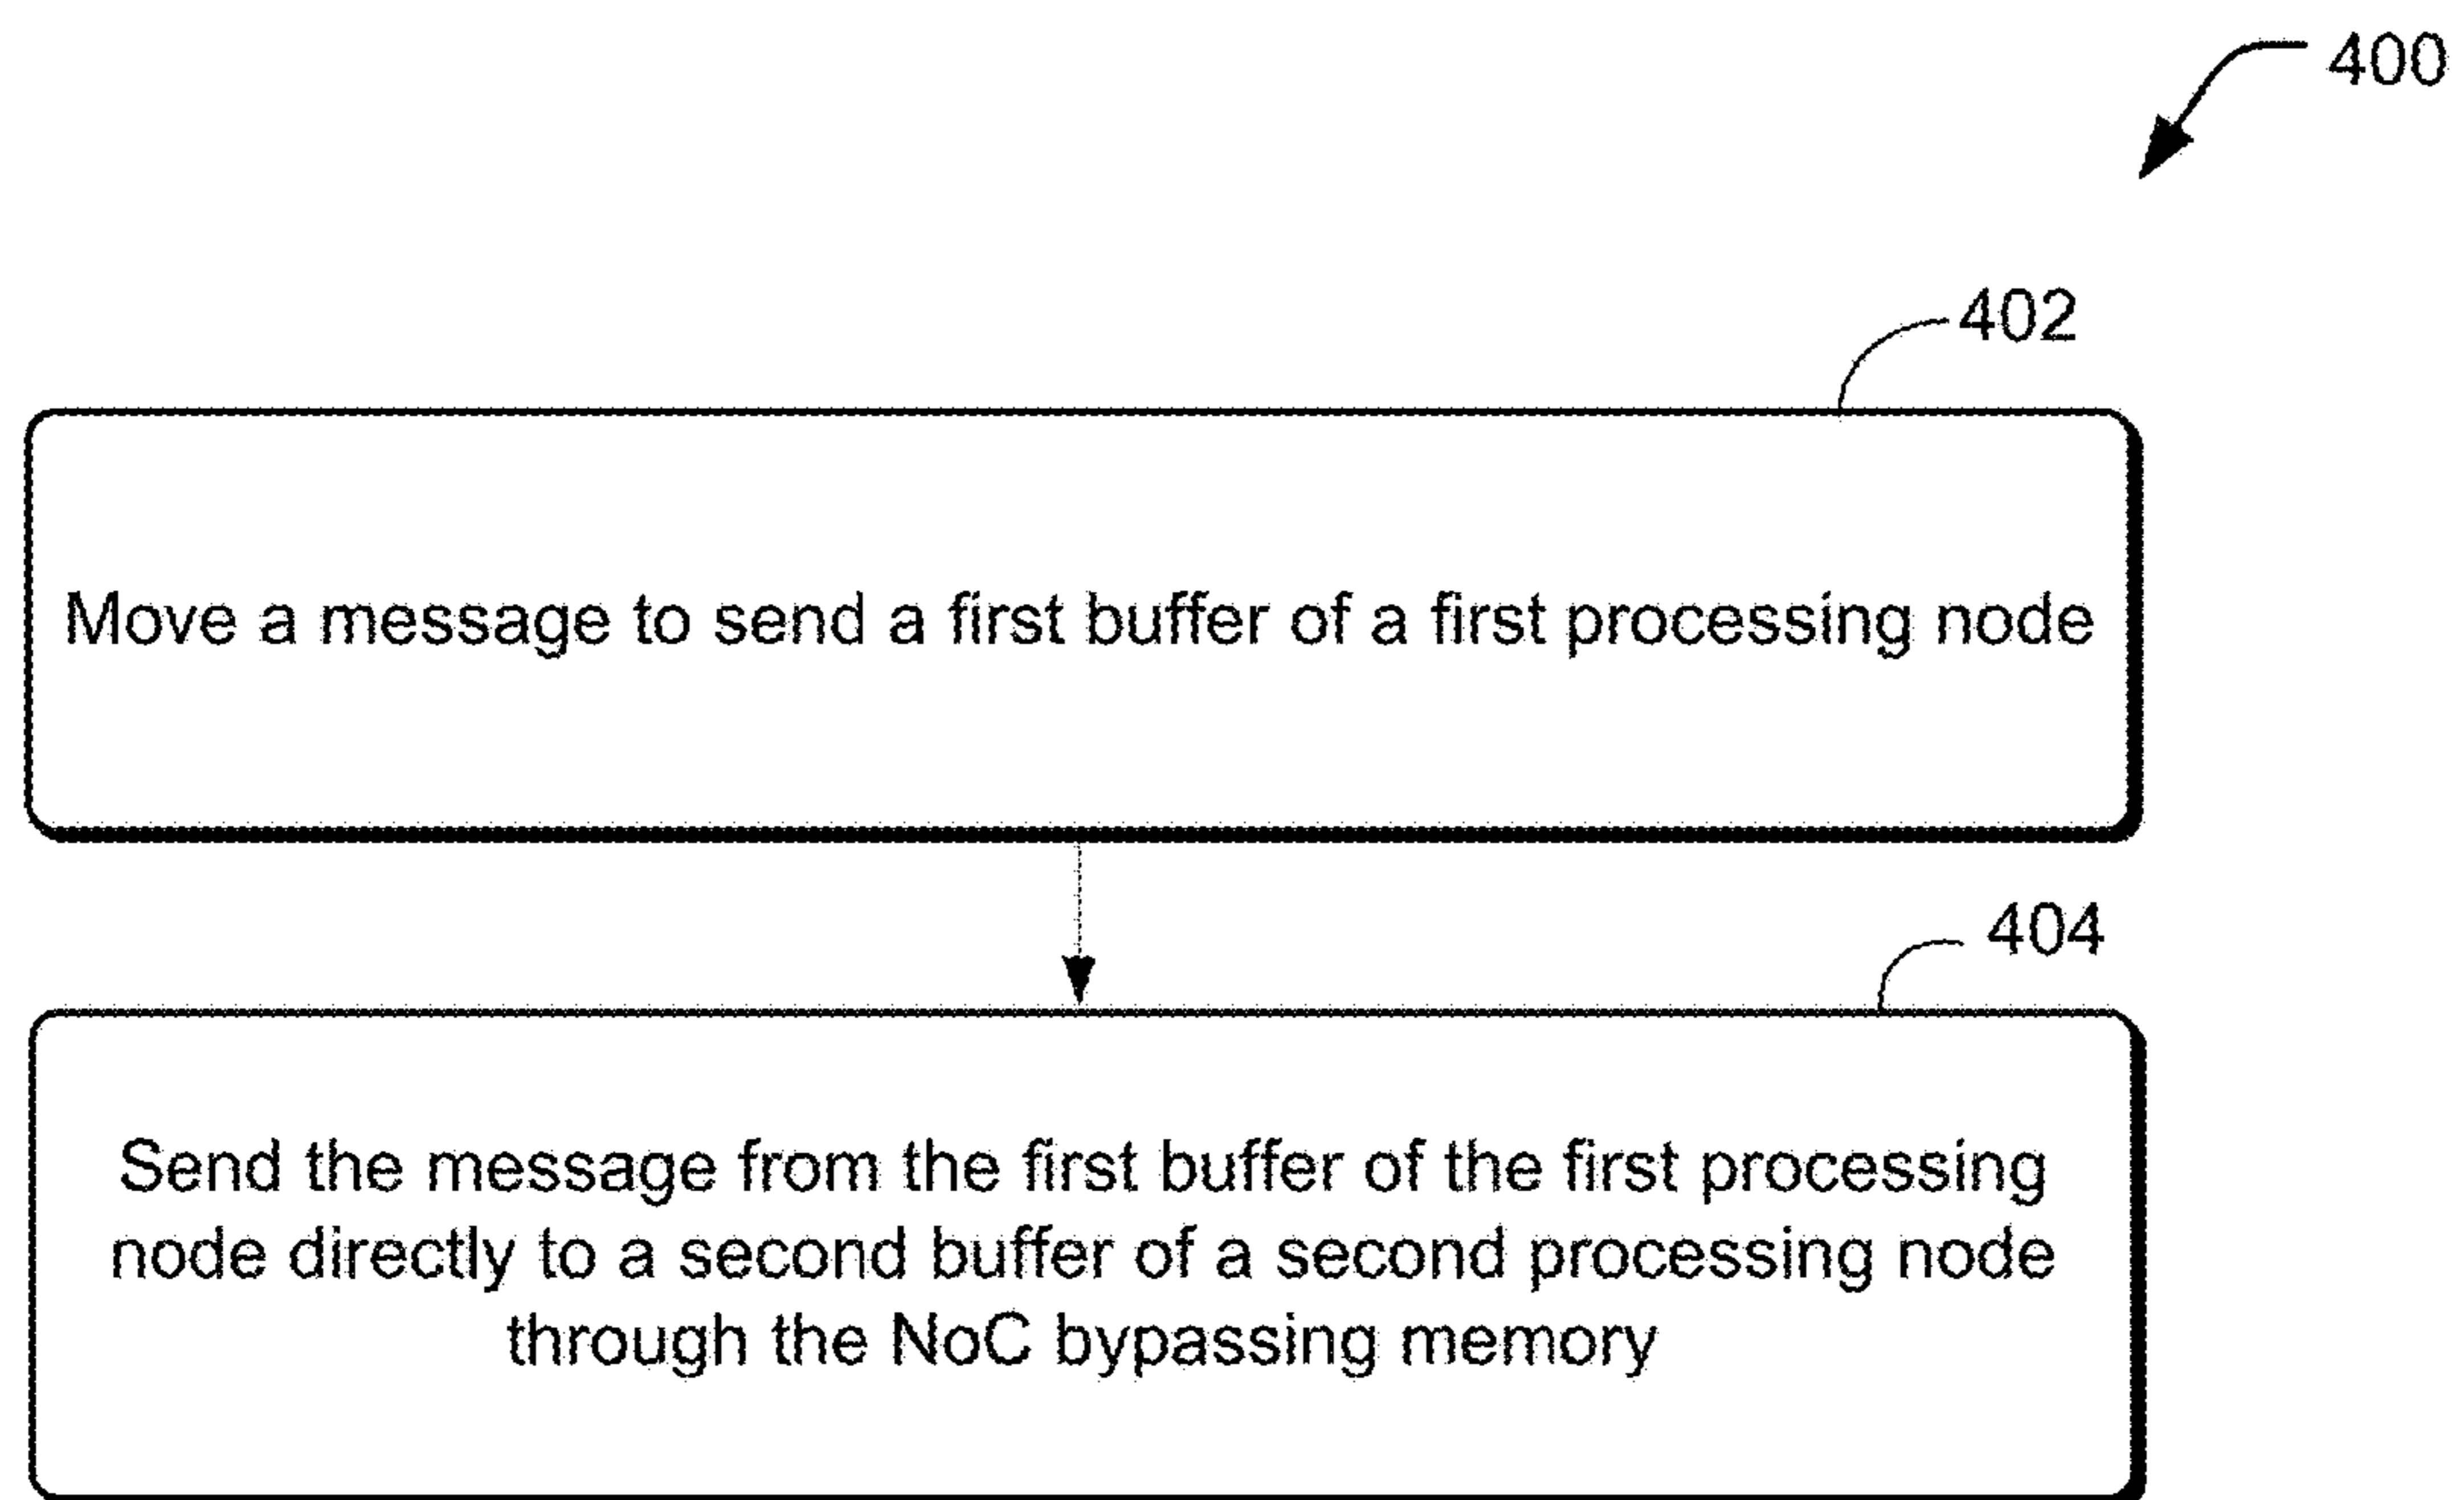 400
402
Move a message to send a first buffer of a first processing node
404
Send the message from the first buffer of the first processing
node directly to a second buffer of a second processing node
through the NoC bypassing memory